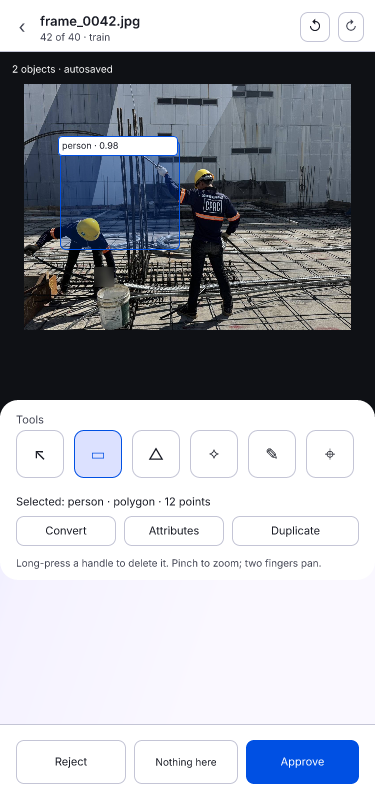 frame_0042.jpg
42 of 40 · train
2 objects · autosaved
person · 0.98
CFAC
Tools
Selected: person · polygon · 12 points
Convert
Attributes
Duplicate
Long-press a handle to delete it. Pinch to zoom; two fingers pan.
Reject
Nothing here
Approve